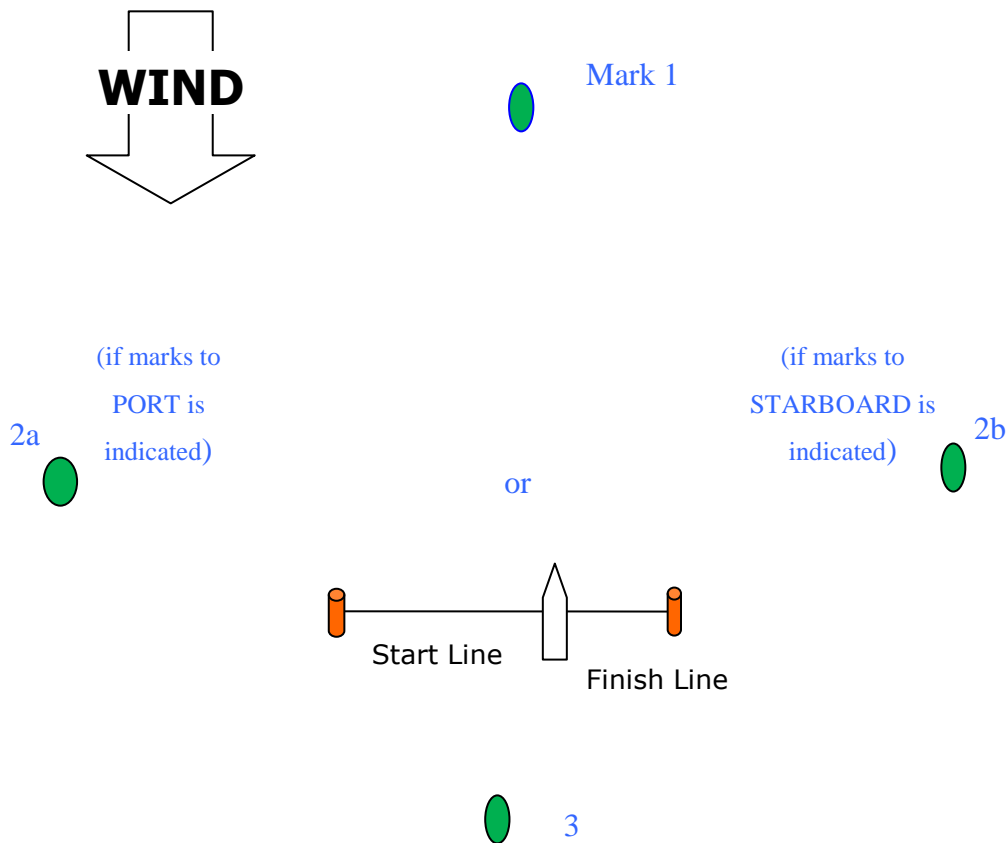 WIND
Mark 1
(if marks to
PORT is
indicated)
(if marks to
STARBOARD is
indicated)
2a
2b
or
Start Line
Finish Line
3